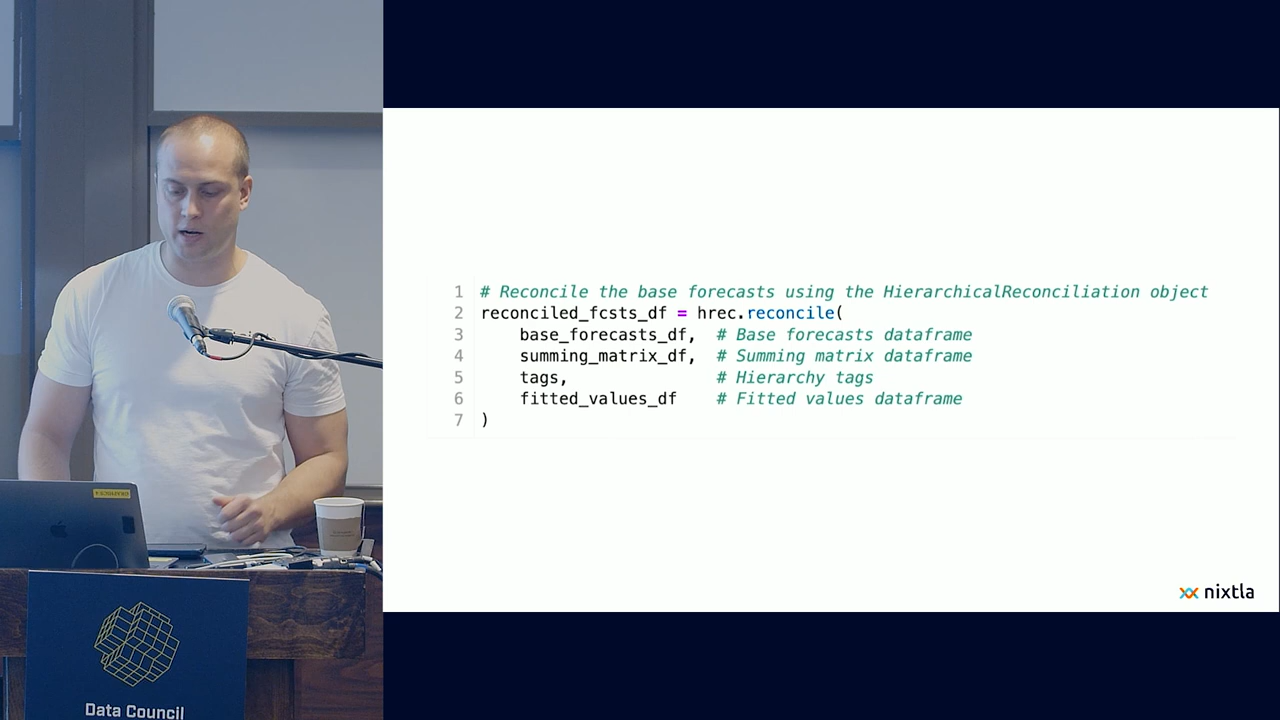 1 # Reconcile the base forecasts using the HierarchicalReconciliation object
2 reconciled_fcsts_df = hrec.reconcile(
3 base_forecasts_df, # Base forecasts dataframe
4 summing_matrix_df, # Summing matrix dataframe
5 tags, # Hierarchy tags
6 fitted_values_df # Fitted values dataframe
7 )
nixtla
Data Council